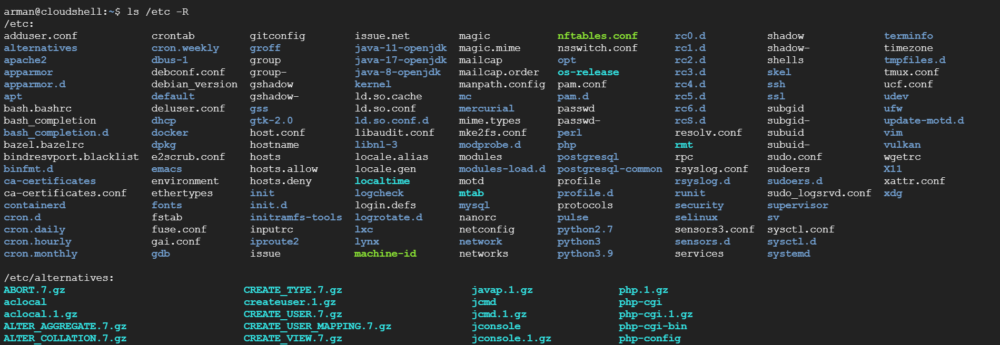 arman@cloudshell:~$ ls /etc -R
/etc:
adduser.conf crontab gitconfig issue.net magic nftables.conf rc0.d shadow terminfo
alternatives cron.weekly groff java-11-openjdk magic.mime nsswitch.conf rc1.d shadow- timezone
apache2 dbus-1 group java-17-openjdk mailcap opt rc2.d shells tmpfiles.d
apparmor debconf.conf group- java-8-openjdk mailcap.order os-release rc3.d skel tmux.conf
apparmor.d debian_version gshadow kernel manpath.config pam.conf rc4.d ssh ucf.conf
apt default gshadow- ld.so.cache mc pam.d rc5.d ssl udev
bash.bashrc deluser.conf gss ld.so.conf mercurial passwd rc6.d subgid ufw
bash_completion dhcp gtk-2.0 ld.so.conf.d mime.types passwd- rcS.d subgid- update-motd.d
bash_completion.d docker host.conf libaudit.conf mke2fs.conf perl resolv.conf subuid vim
bazel.bazelrc dpkg hostname libnl-3 modprobe.d php rmt subuid- vulkan
bindresvport.blacklist e2scrub.conf hosts locale.alias modules postgresql rpc sudo.conf wgetrc
binfmt.d emacs hosts.allow locale.gen modules-load.d postgresql-common rsyslog.conf sudoers X11
ca-certificates environment hosts.deny localtime motd profile rsyslog.d sudoers.d xattr.conf
ca-certificates.conf ethertypes init logcheck mtab profile.d runit sudo_logsrvd.conf xdg
containerd fonts init.d login.defs mysql protocols security supervisor
cron.d fstab initramfs-tools logrotate.d nanorc pulse selinux sv
cron.daily fuse.conf inputrc lxc netconfig python2.7 sensors3.conf sysctl.conf
cron.hourly gai.conf iproute2 lynx network python3 sensors.d sysctl.d
cron.monthly gdb issue machine-id networks python3.9 services systemd
/etc/alternatives:
ABORT.7.gz CREATE_TYPE.7.gz javap.1.gz php.1.gz
aclocal createuser.1.gz jcmd php-cgi
aclocal.1.gz CREATE_USER.7.gz jcmd.1.gz php-cgi.1.gz
ALTER_AGGREGATE.7.gz CREATE_USER_MAPPING.7.gz jconsole php-cgi-bin
ALTER_COLLATION.7.gz CREATE_VIEW.7.gz jconsole.1.gz php-config